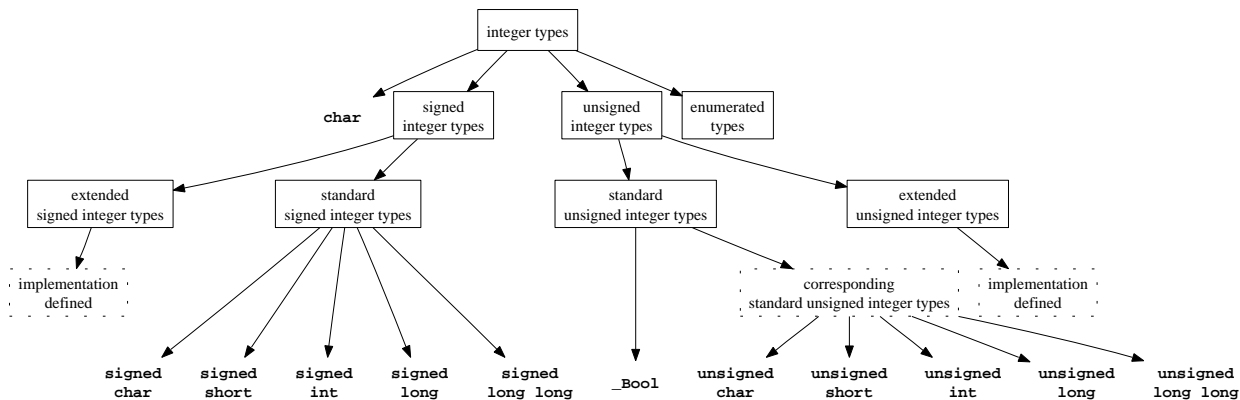 integer types
char
signed
integer types
unsigned
integer types
enumerated
types
extended
signed integer types
standard
signed integer types
standard
unsigned integer types
extended
unsigned integer types
implementation
defined
corresponding
standard unsigned integer types
implementation
defined
signed
char
signed
short
signed
int
signed
long
signed
long long
_Bool
unsigned
char
unsigned
short
unsigned
int
unsigned
long
unsigned
long long